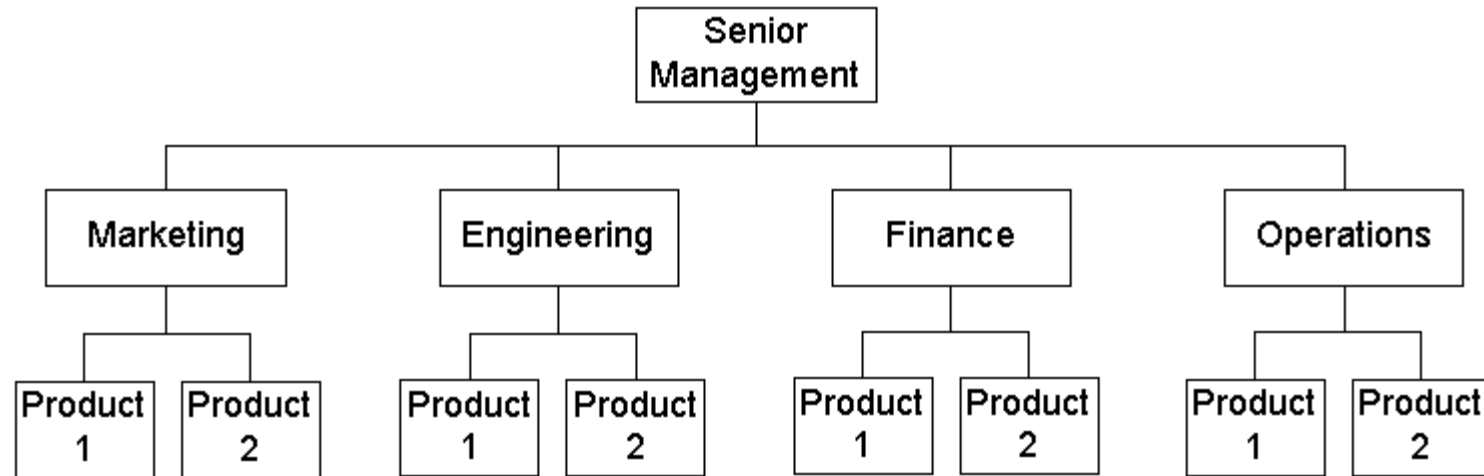 Senior
Management
Marketing
Engineering
Finance
Operations
Product
1
Product
2
Product
1
Product
2
Product
1
Product
2
Product
1
Product
2